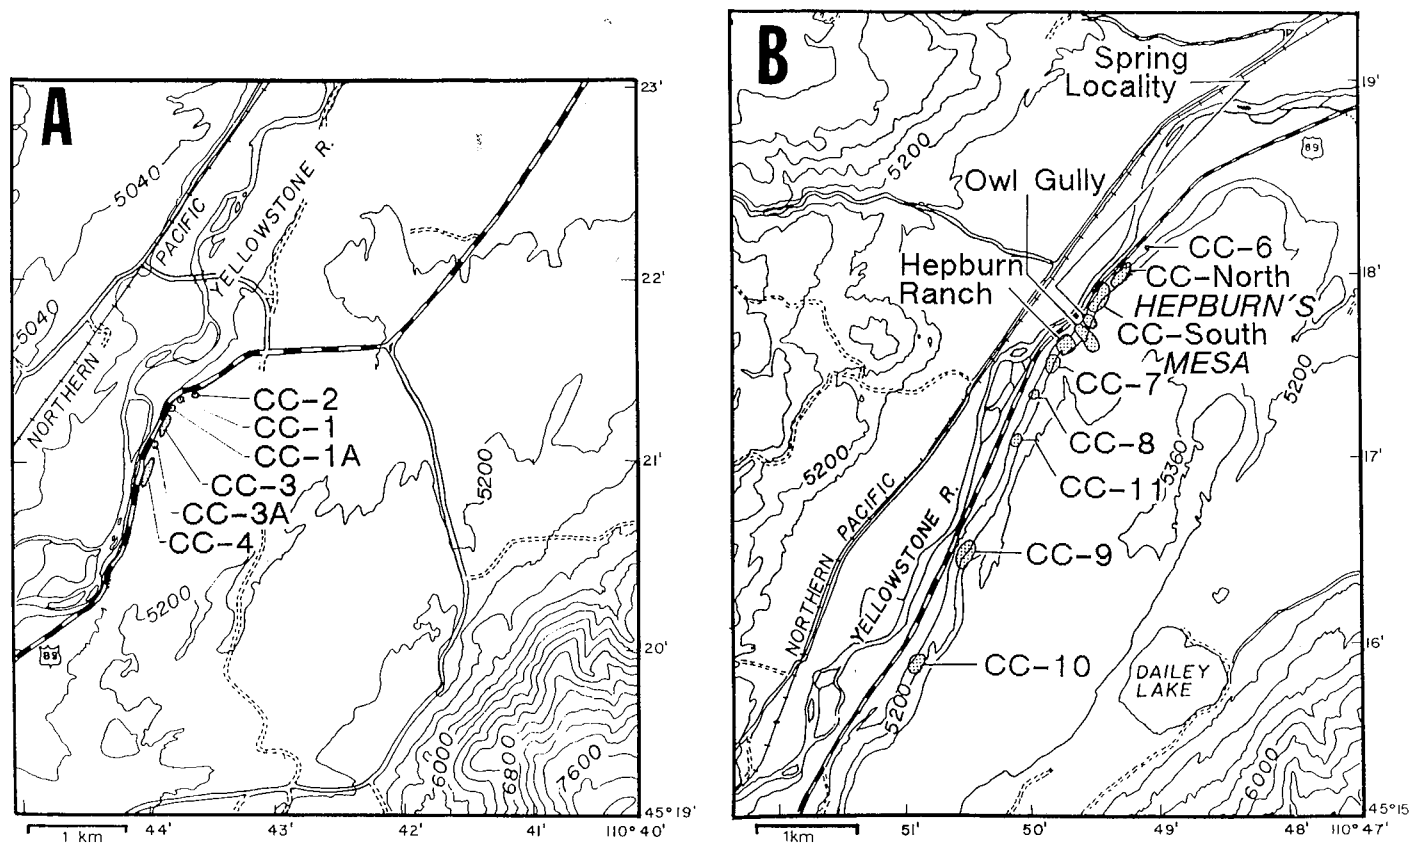 A
23'
5040
NORTHERN PACIFIC
YELLOWSTONE R.
22'
5040
CC-2
CC-1
CC-1A
21'
CC-3
5200
CC-3A
CC-4
5200
89
20'
6000
6800
7600
45°19'
1 km
44'
43'
42'
41'
110°40'
B
Spring
Locality
19'
89
5200
Owl Gully
CC-6
Hepburn
Ranch
CC-North
18'
HEPBURN'S
CC-South
MESA
CC-7
5200
CC-8
17'
5200
5360
CC-11
NORTHERN PACIFIC
YELLOWSTONE R.
CC-9
16'
CC-10
DAILEY
LAKE
5200
6000
45°15
1km
51'
50'
49'
48'
110°47'